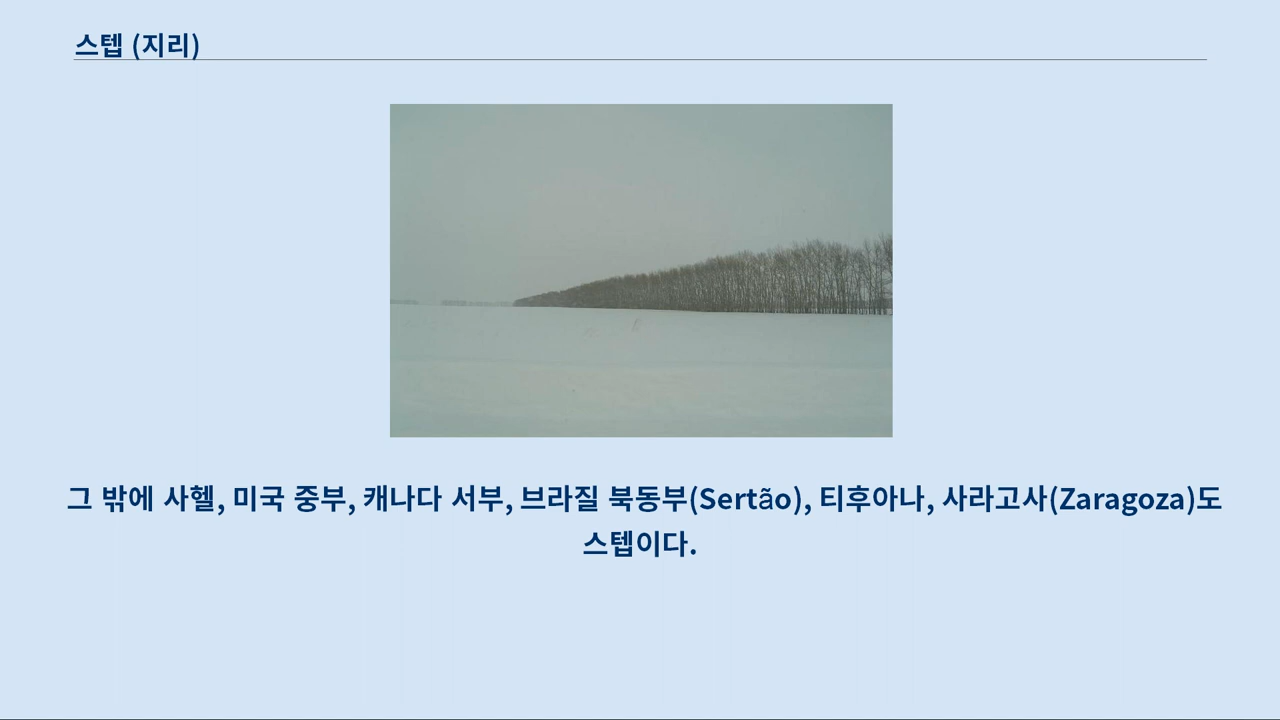 스텝 (지리)
그 밖에 사헬, 미국 중부, 캐나다 서부, 브라질 북동부(Sertão), 티후아나, 사라고사(Zaragoza)도
스텝이다.